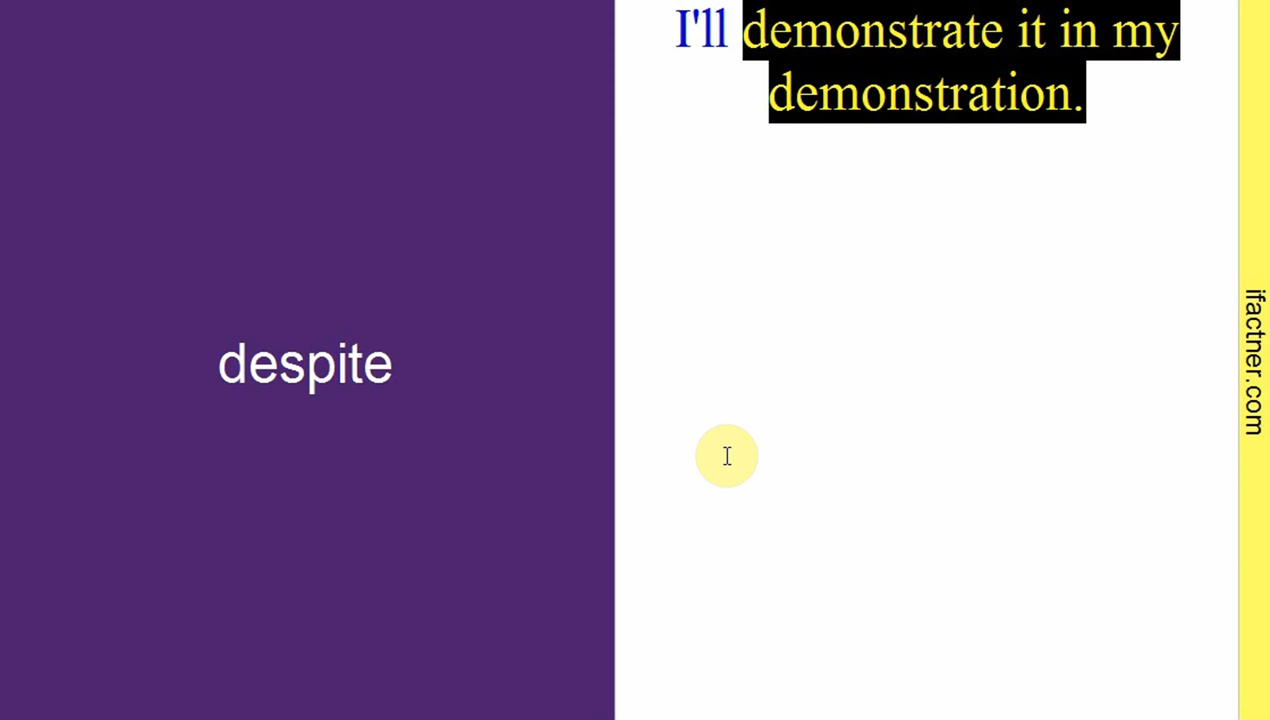 I'll demonstrate it in my
demonstration.
despite
ifactner.com